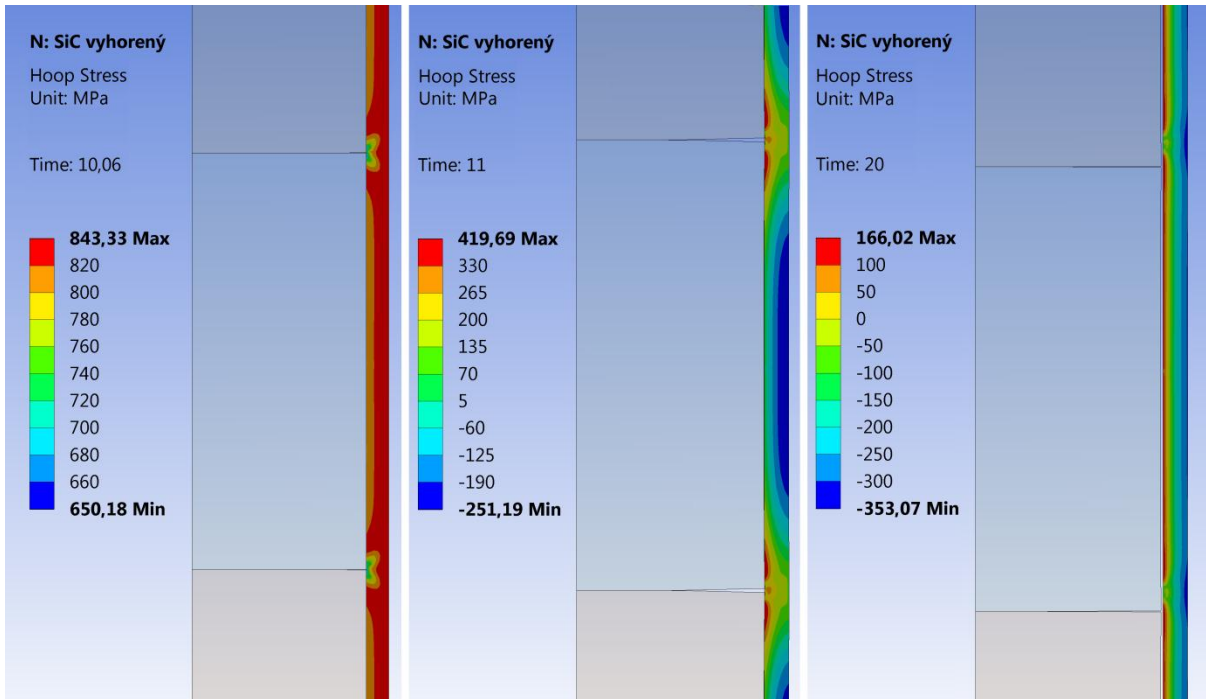 N: SiC vyhorený
Hoop Stress
Unit: MPa
Time: 10,06
843,33 Max
820
800
780
760
740
720
700
680
660
650,18 Min
N: SiC vyhorený
Hoop Stress
Unit: MPa
Time: 11
419,69 Max
330
265
200
135
70
5
-60
-125
-190
-251,19 Min
N: SiC vyhorený
Hoop Stress
Unit: MPa
Time: 20
166,02 Max
100
50
0
-50
-100
-150
-200
-250
-300
-353,07 Min